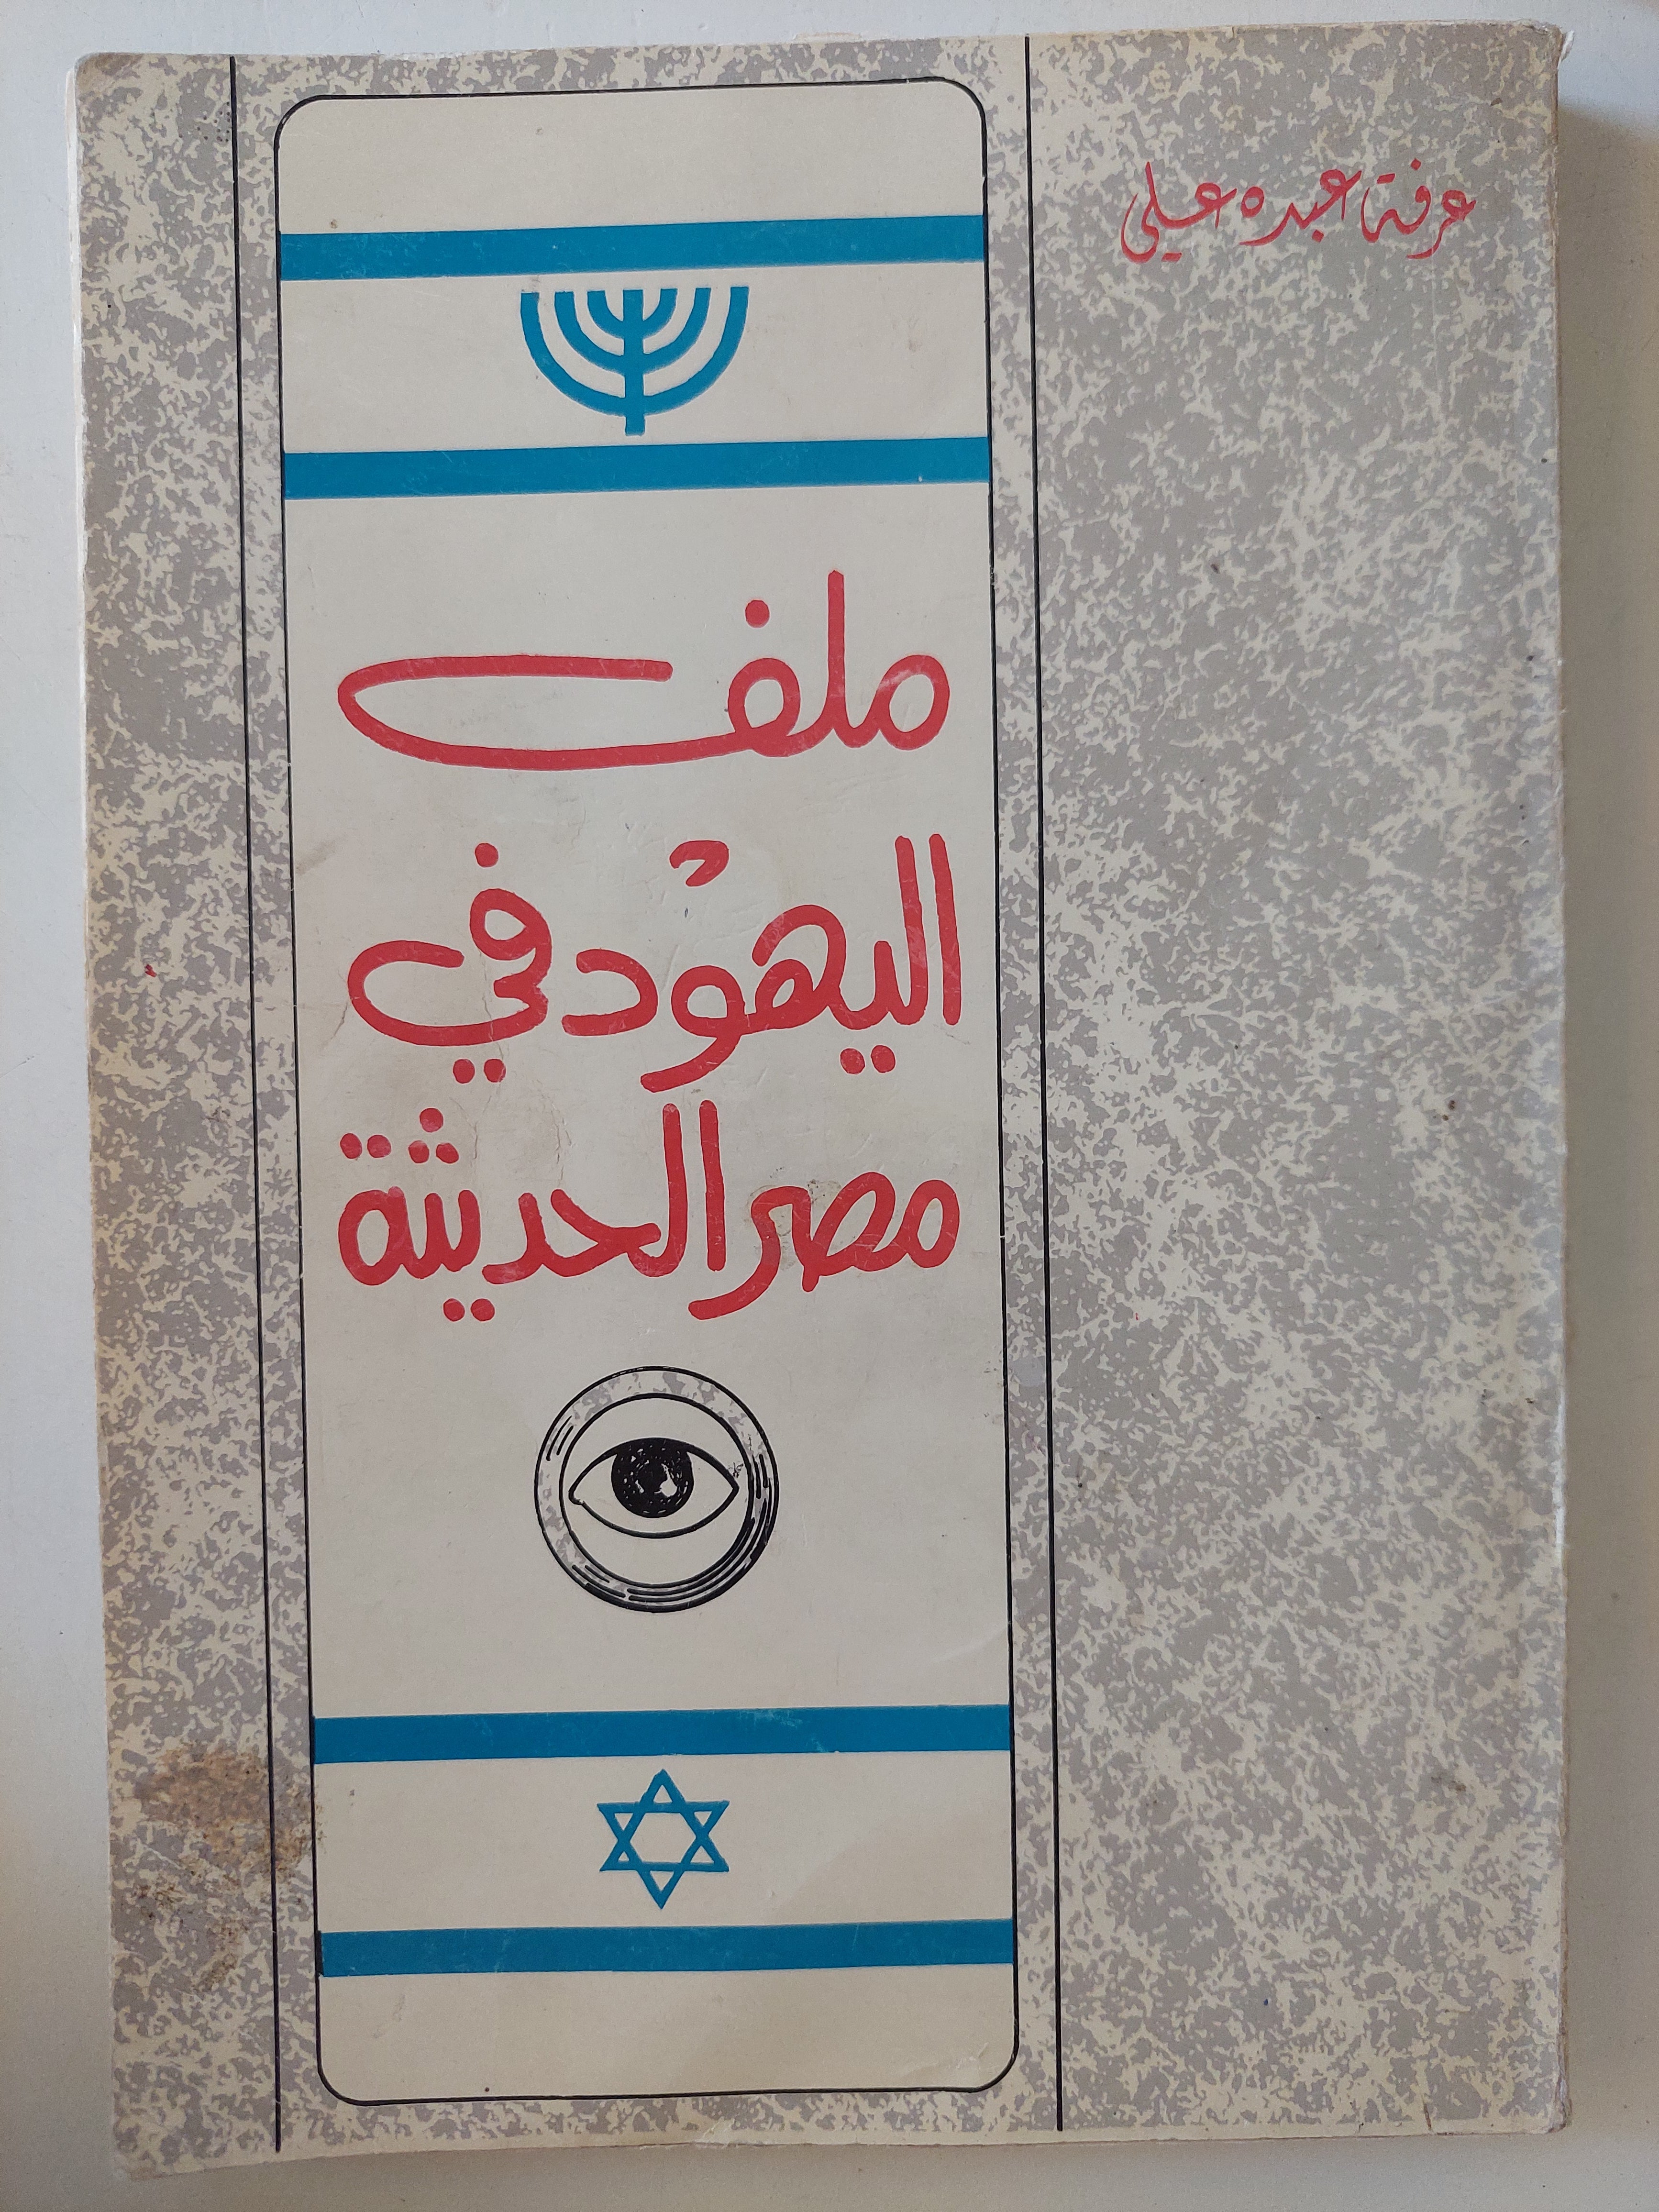 عرفة عبده علي
ملف
اليهود في
مصر الحديثة